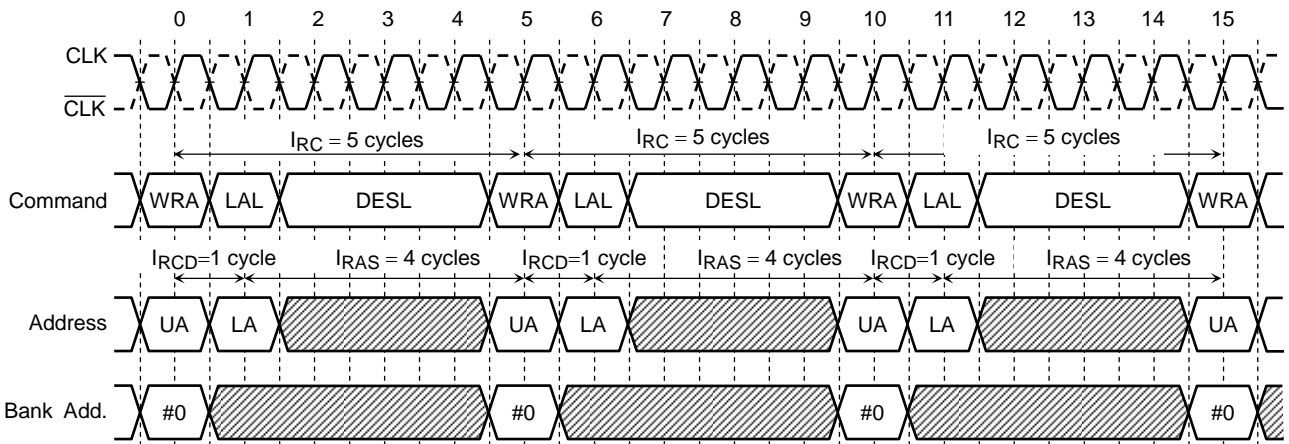 0 1 2 3 4 5 6 7 8 9 10 11 12 13 14 15
CLK
CLK
IRC = 5 cycles IRC = 5 cycles IRC = 5 cycles
Command WRA LAL DESL WRA LAL DESL WRA LAL DESL WRA
IRCD=1 cycle IRAS = 4 cycles IRCD=1 cycle IRAS = 4 cycles IRCD=1 cycle IRAS = 4 cycles
Address UA LA UA LA UA LA UA
Bank Add. #0 #0 #0 #0